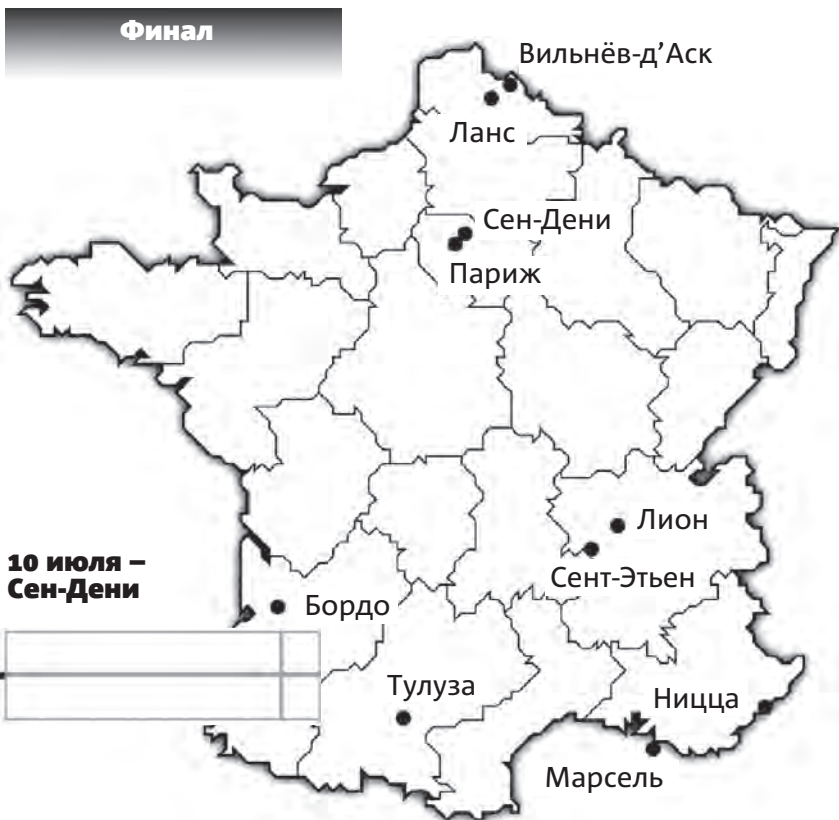 Финал
Вильнёв-д’Аск
Ланс
Сен-Дени
Париж
Лион
Сент-Этьен
10 июля –
Сен-Дени
Бордо
Тулуза
Ницца
Марсель